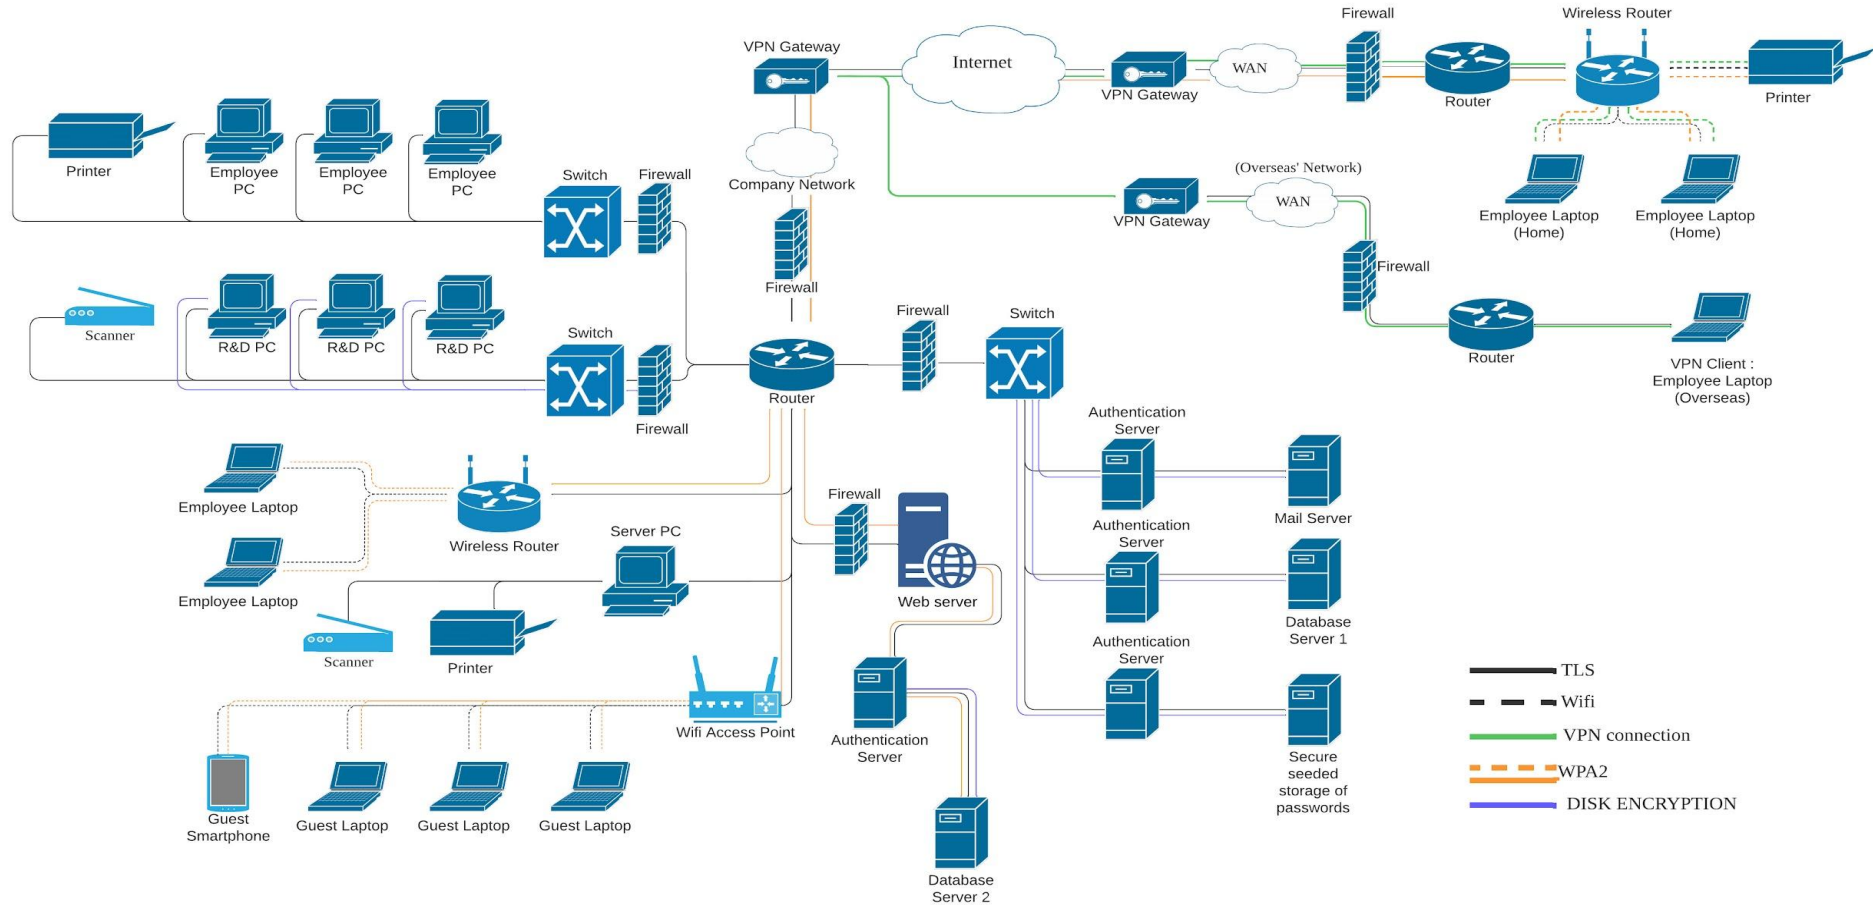 Firewall
Wireless Router
VPN Gateway
Internet
WAN
VPN Gateway
Router
Printer
Printer
Employee
PC
Employee
PC
Employee
PC
Switch
Firewall
Company Network
(Overseas' Network)
WAN
VPN Gateway
Employee Laptop
(Home)
Employee Laptop
(Home)
Firewall
Firewall
Scanner
R&D PC
R&D PC
R&D PC
Switch
Firewall
Router
Firewall
Switch
Router
VPN Client :
Employee Laptop
(Overseas)
Authentication
Server
Mail Server
Employee Laptop
Wireless Router
Employee Laptop
Server PC
Firewall
Web server
Authentication
Server
Database
Server 1
Scanner
Printer
Authentication
Server
Wifi Access Point
Authentication
Server
Secure
seeded
storage of
passwords
Guest
Smartphone
Guest Laptop
Guest Laptop
Guest Laptop
Database
Server 2
TLS
Wifi
VPN connection
WPA2
DISK ENCRYPTION